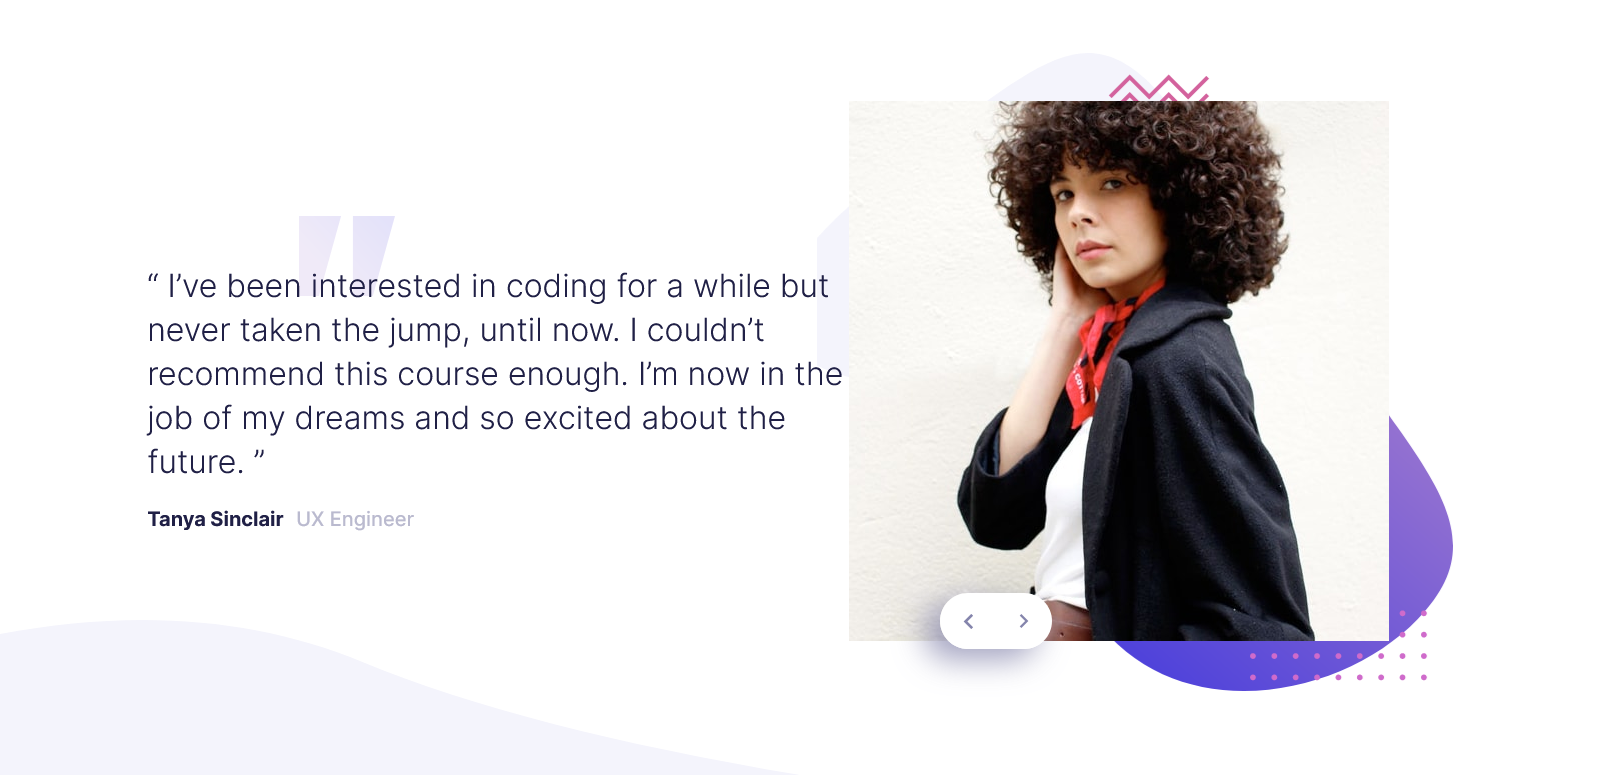 “ I’ve been interested in coding for a while but
never taken the jump, until now. I couldn’t
recommend this course enough. I’m now in the
job of my dreams and so excited about the
future. ”
Tanya Sinclair UX Engineer